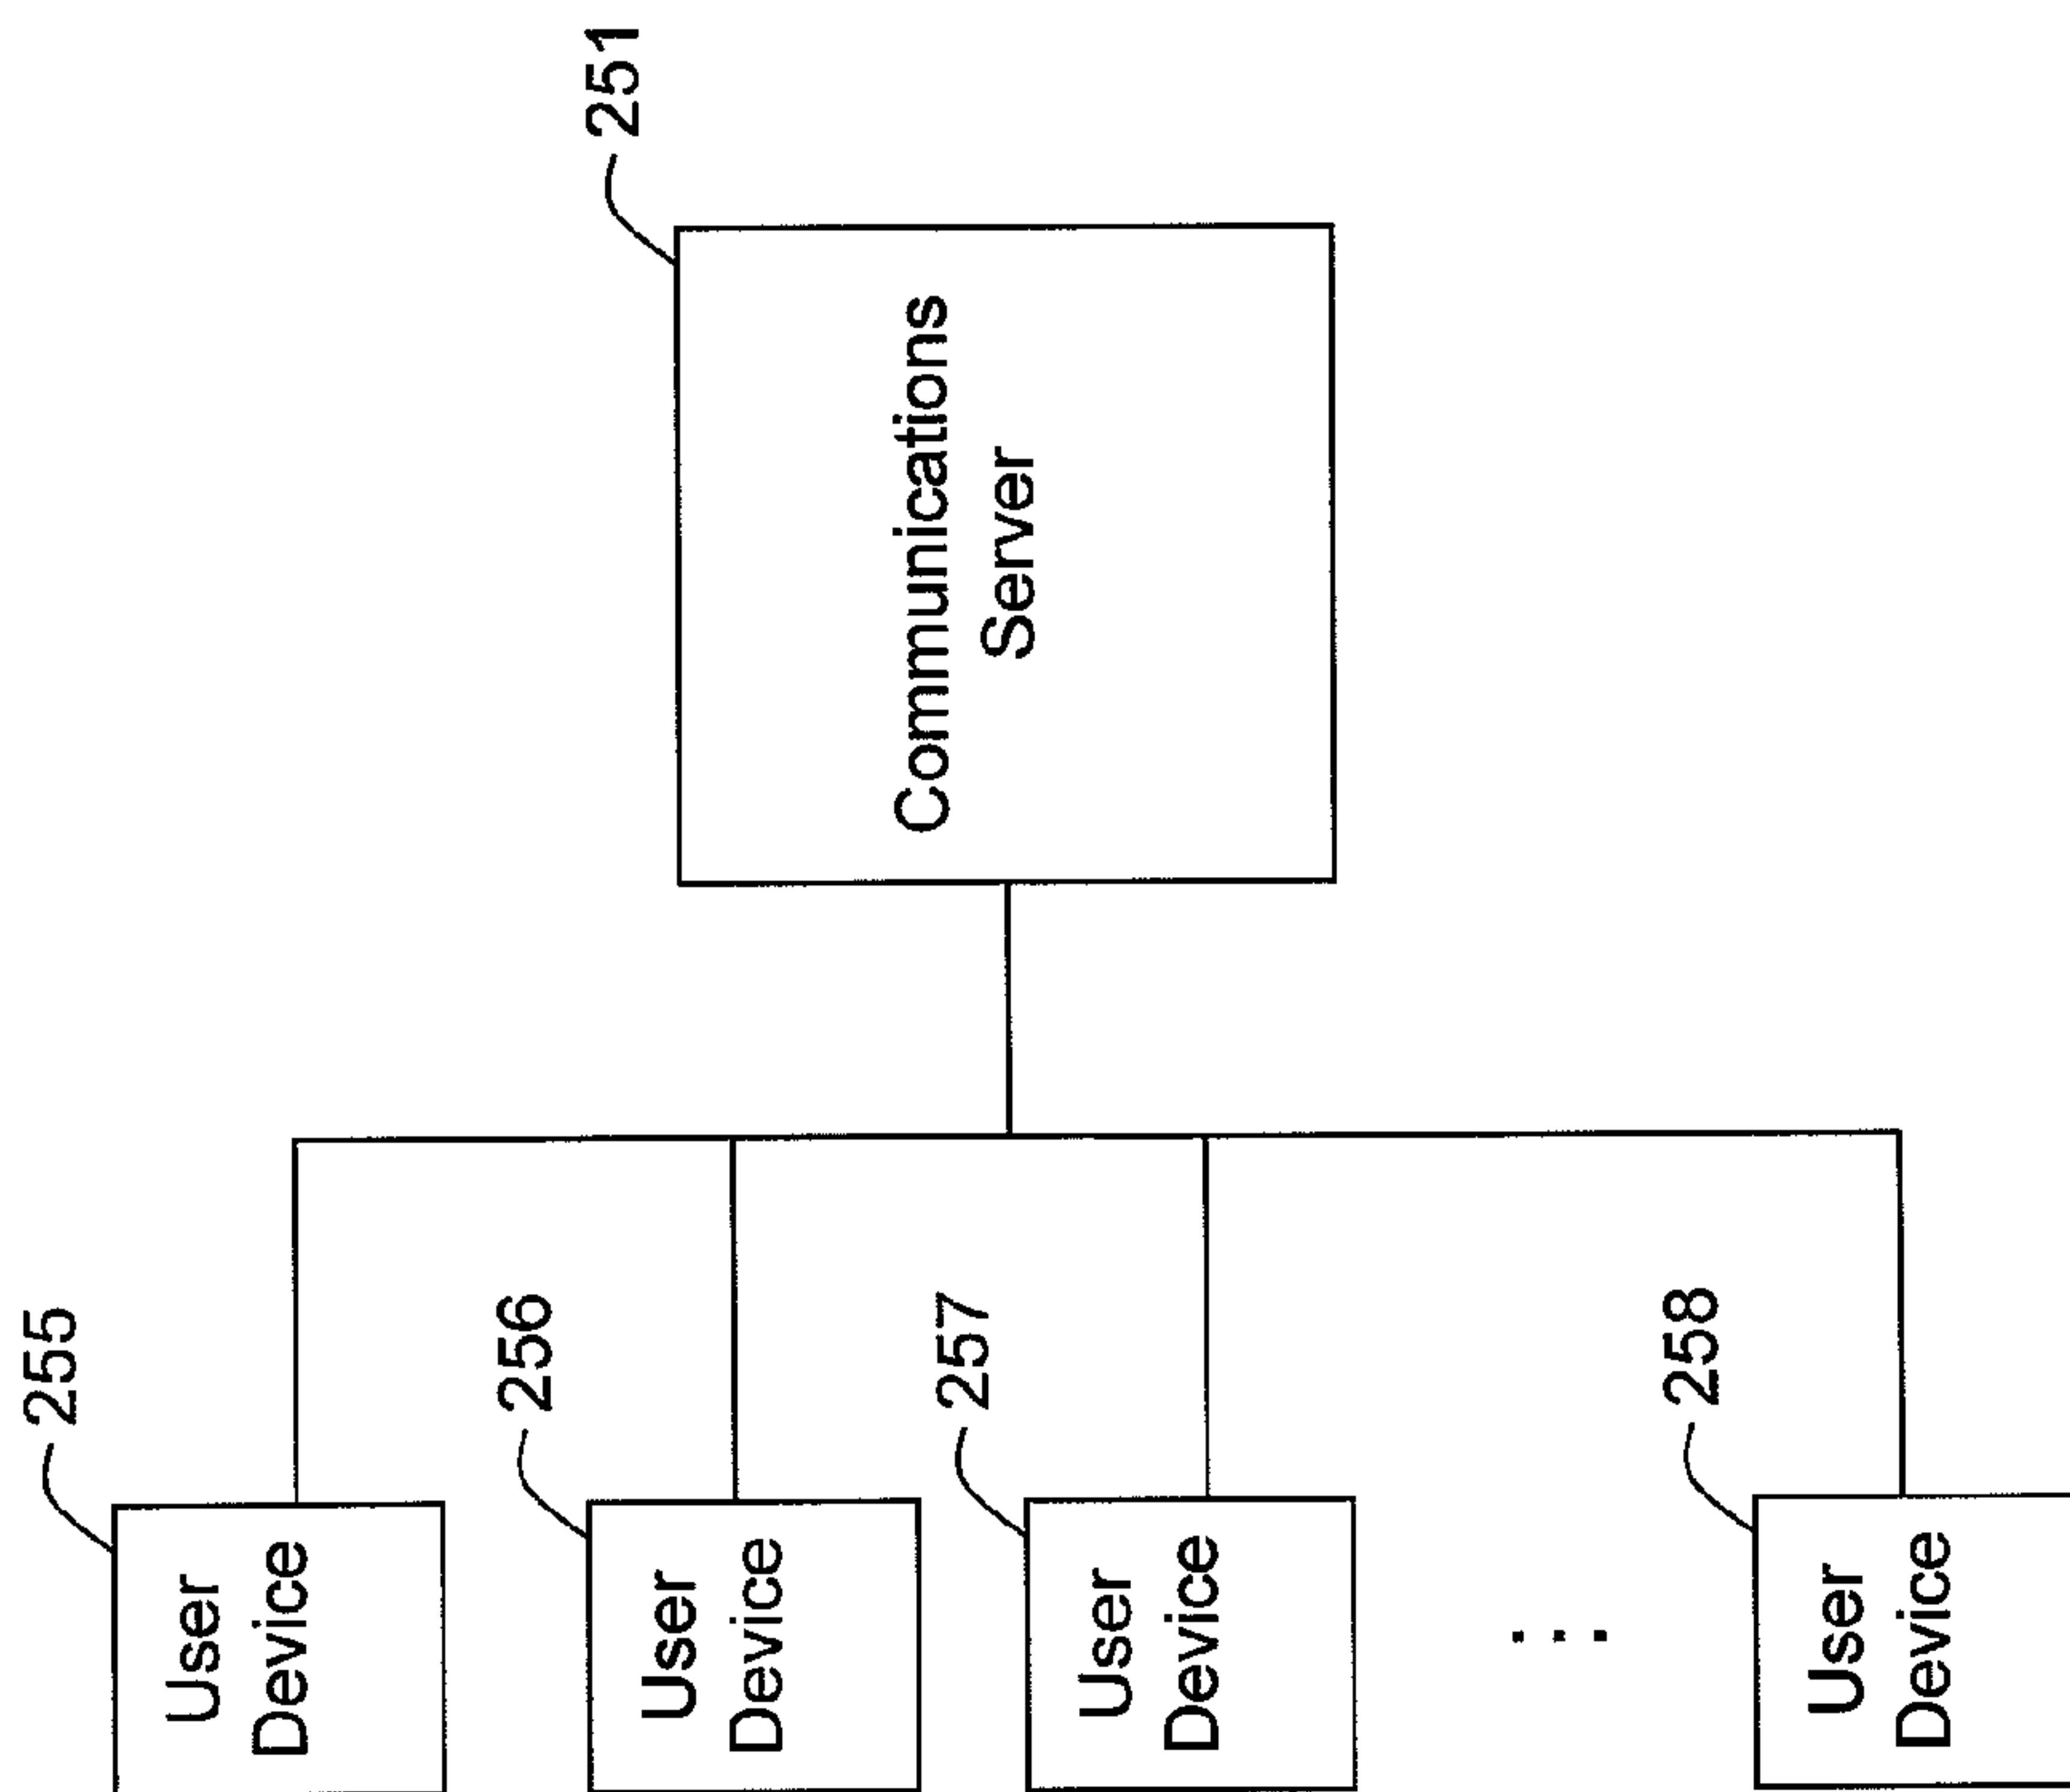 251
Communications
Server
255
User
Device
256
User
Device
257
User
Device
...
258
User
Device